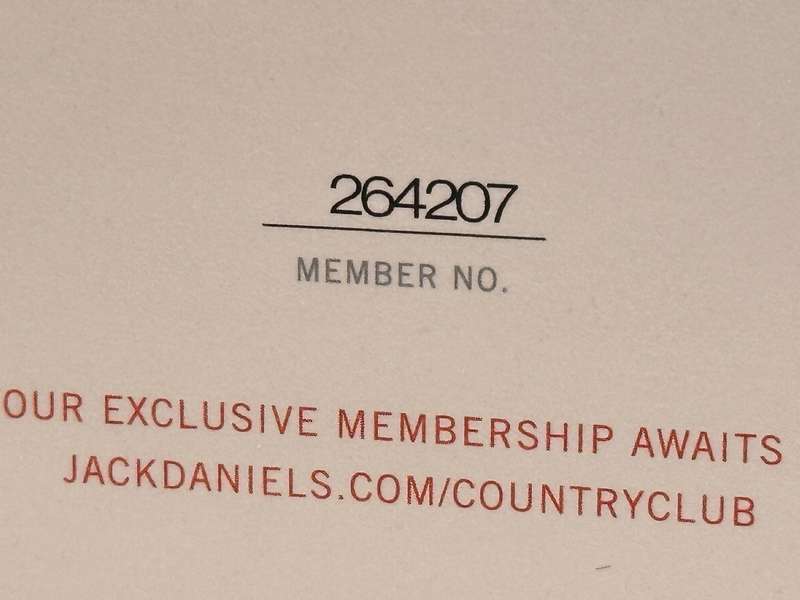 264207
MEMBER NO.
OUR EXCLUSIVE MEMBERSHIP AWAITS
JACKDANIELS.COM/COUNTRYCLUB